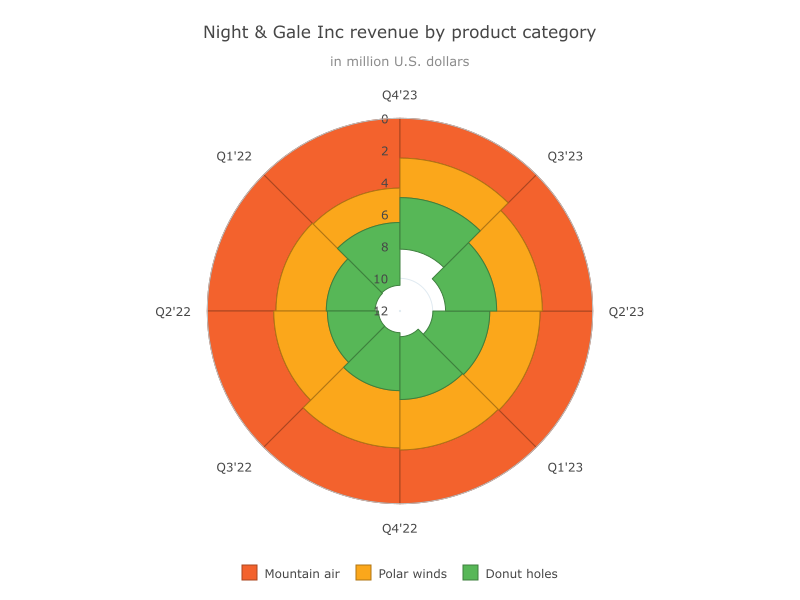 Night & Gale Inc revenue by product category
in million U.S. dollars
Q4'23
Q1'22
Q3'23
Q2'22
Q2'23
Q3'22
Q1'23
Q4'22
0
2
4
6
8
10
12
Mountain air
Polar winds
Donut holes